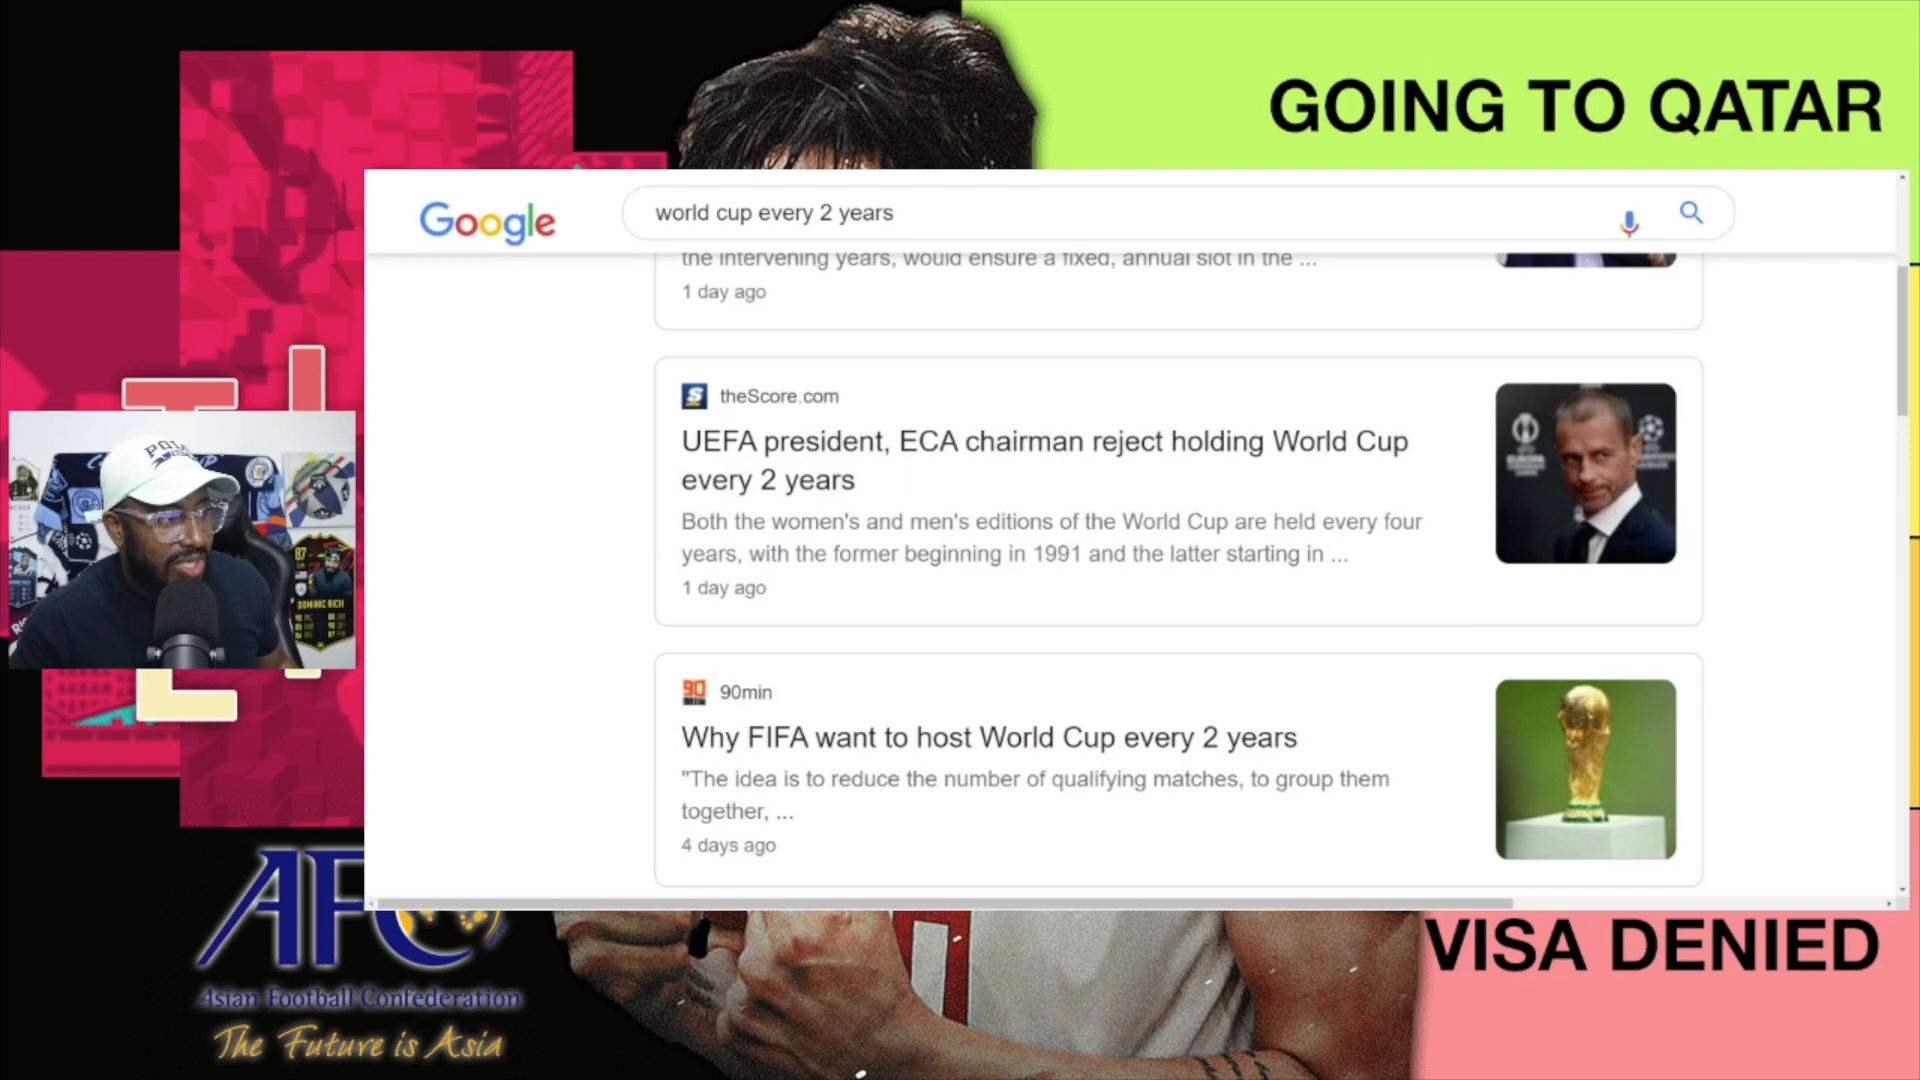 GOING TO QATAR
Google
world cup every 2 years
the intervening years, would ensure a fixed, annual slot in the ...
1 day ago
theScore.com
UEFA president, ECA chairman reject holding World Cup
every 2 years
Both the women's and men's editions of the World Cup are held every four
years, with the former beginning in 1991 and the latter starting in ...
1 day ago
90min
Why FIFA want to host World Cup every 2 years
"The idea is to reduce the number of qualifying matches, to group them
together, ...
4 days ago
87
DOMINIC RICH
AFC
Asian Football Confederation
The Future is Asia
VISA DENIED